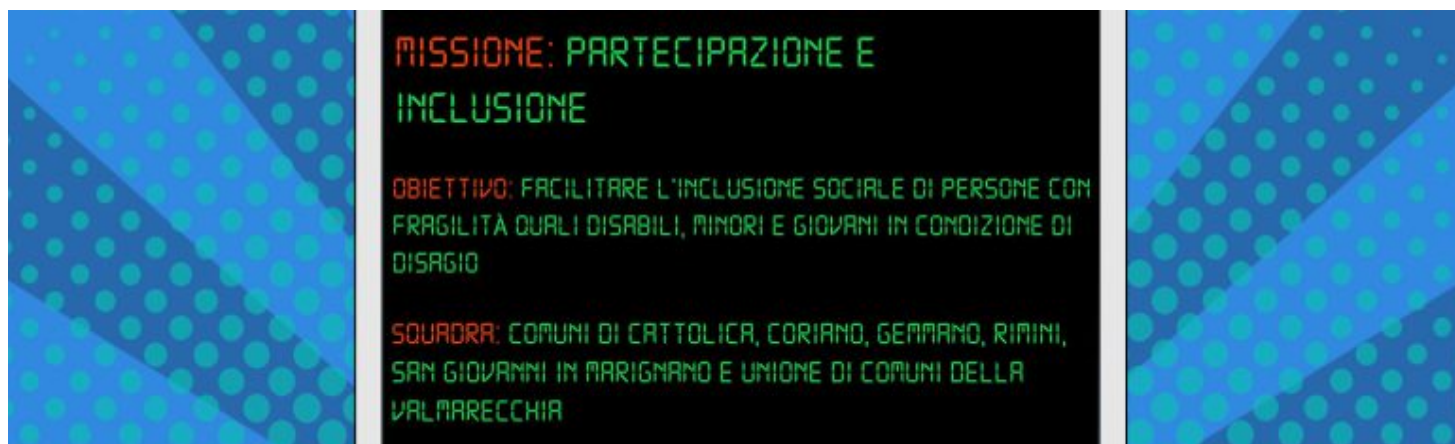 MISSIONE: PARTECIPAZIONE E
INCLUSIONE
OBIETTIVO: FACILITARE L'INCLUSIONE SOCIALE DI PERSONE CON
FRAGILITÀ QUALI DISABILI, MINORI E GIOVANI IN CONDIZIONE DI
DISAGIO
SQUADRA: COMUNI DI CATTOLICA, CORIANO, GEMMANO, RIMINI,
SAN GIOVANNI IN MARIGNANO E UNIONE DI COMUNI DELLA
VALMARECCHIA